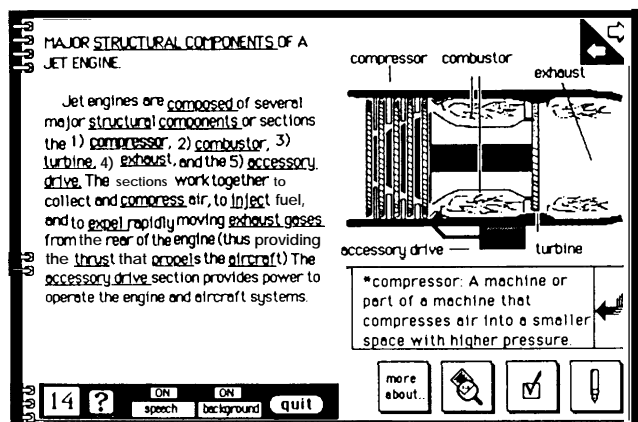 MAJOR STRUCTURAL COMPONENTS OF A
JET ENGINE.
Jet engines are composed of several
major structural components or sections
the 1) compressor, 2) combustor, 3)
turbine, 4) exhaust, and the 5) accessory
drive. The sections work together to
collect and compress air, to inject fuel,
and to expel rapidly moving exhaust gases
from the rear of the engine (thus providing
the thrust that propels the aircraft) The
accessory drive section provides power to
operate the engine and aircraft systems.
compressor combustor
exhaust
accessory drive
turbine
*compressor: A machine or
part of a machine that
compresses air into a smaller
space with higher pressure.
14 ? ON speech ON background quit
more
about..